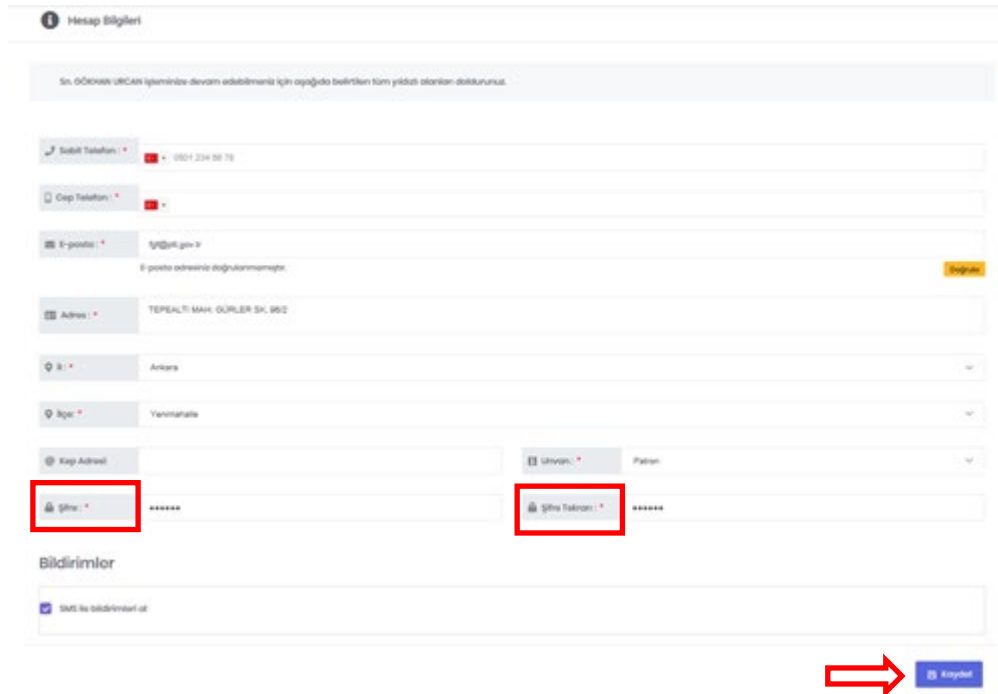 Hesap Bilgileri
Sn. GÖKHAN URCAN işleminize devam edebilmeniz için aşağıda belirtilen tüm yıldızlı alanları doldurunuz.
Sabit Telefon : *
0501 234 56 78
Cep Telefon : *
E-posta : *
E-posta adresiniz doğrulanmamıştır.
Doğrula
Adres : *
TEPEALTI MAH. GÜRLER SK. 96/2
İl : *
Ankara
İlçe: *
Yenimahalle
Kep Adresi
Unvan : *
Patron
Şifre : *
••••••
Şifre Tekrarı : *
••••••
Bildirimler
SMS ile bildirimleri al
Kaydet